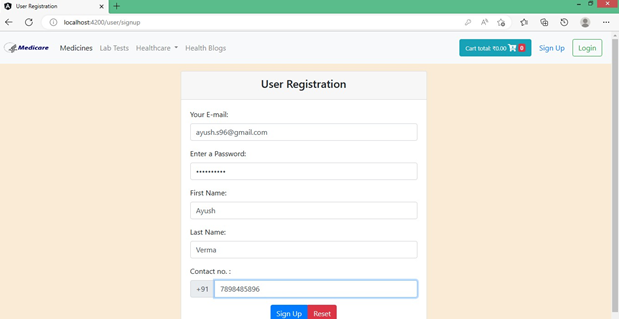 User Registration
localhost:4200/user/signup
Medicare Medicines Lab Tests Healthcare Health Blogs Cart total: ₹0.00 0 Sign Up Login
User Registration
Your E-mail:
ayush.s96@gmail.com
Enter a Password:
••••••••••
First Name:
Ayush
Last Name:
Verma
Contact no. :
+91 7898485896
Sign Up Reset